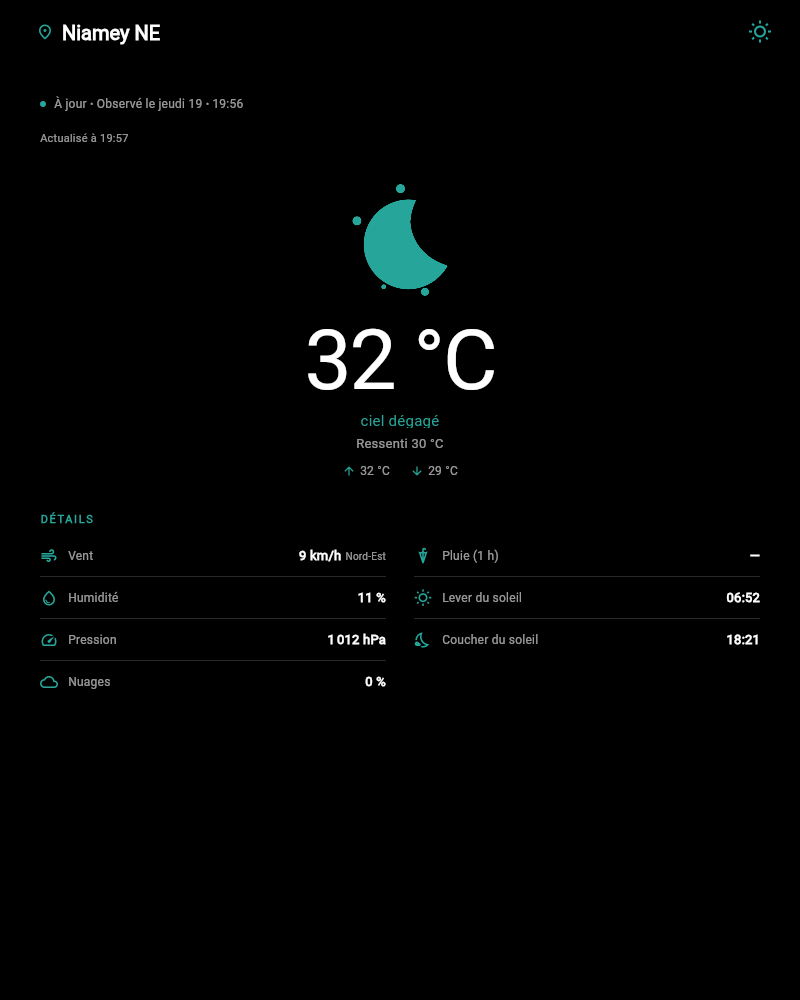 Niamey NE
À jour • Observé le jeudi 19 • 19:56
Actualisé à 19:57
32 °C
ciel dégagé
Ressenti 30 °C
32 °C 29 °C
DÉTAILS
Vent 9 km/h Nord-Est
Humidité 11 %
Pression 1 012 hPa
Nuages 0 %
Pluie (1 h) —
Lever du soleil 06:52
Coucher du soleil 18:21